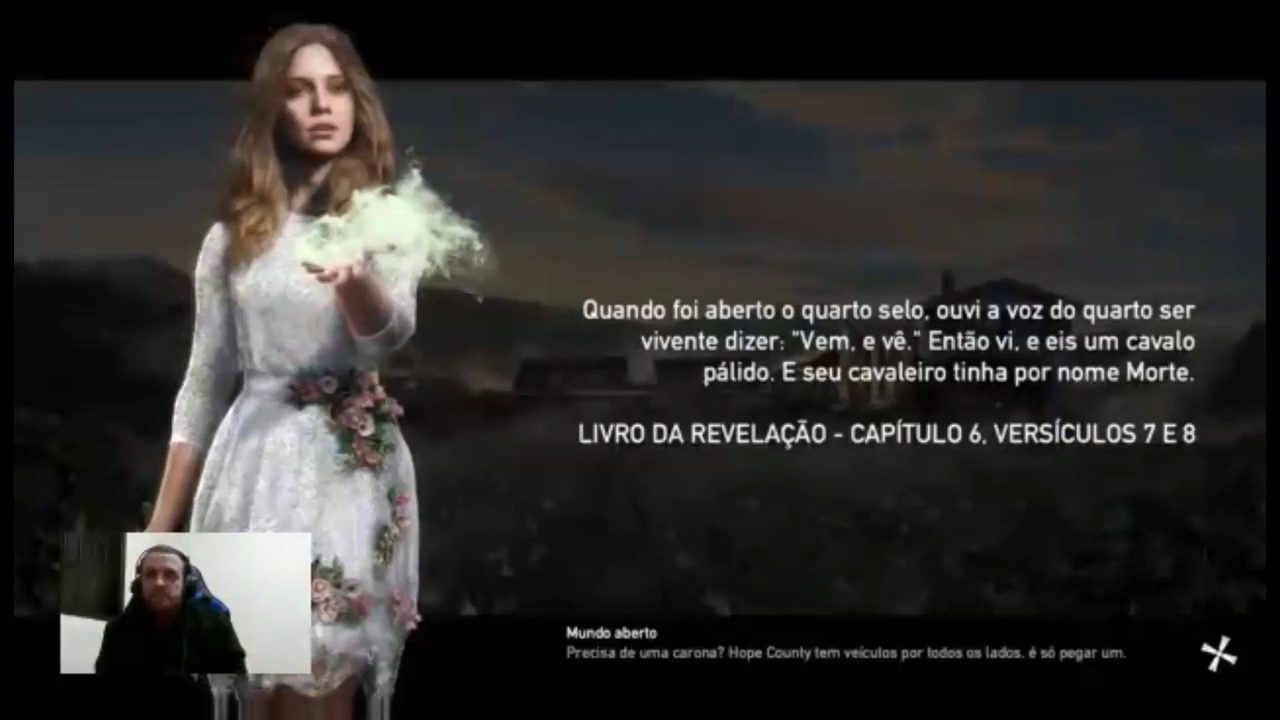 Quando foi aberto o quarto selo, ouvi a voz do quarto ser
vivente dizer: "Vem, e vê." Então vi, e eis um cavalo
pálido. E seu cavaleiro tinha por nome Morte.
LIVRO DA REVELAÇÃO - CAPÍTULO 6, VERSÍCULOS 7 E 8
Mundo aberto
Precisa de uma carona? Hope County tem veículos por todos os lados, é só pegar um.